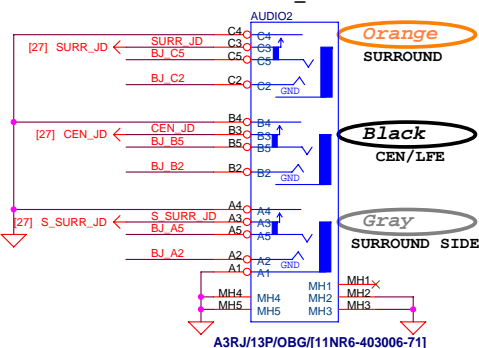 AUDIO2
C4 C4 Orange
[27] SURR_JD SURR_JD C3 C3 SURROUND
BJ_C5 C5 C5
BJ_C2 C2 C2
GND
B4 B4
[27] CEN_JD CEN_JD B3 B3 Black
BJ_B5 B5 B5 CEN/LFE
BJ_B2 B2 B2
GND
A4 A4
[27] S_SURR_JD S_SURR_JD A3 A3 Gray
BJ_A5 A5 A5 SURROUND SIDE
BJ_A2 A2 A2
GND
A1 A1
MH1 MH1
MH4 MH4 MH2 MH2
MH5 MH5 MH3 MH3
A3RJ/13P/OBG/[11NR6-403006-71]